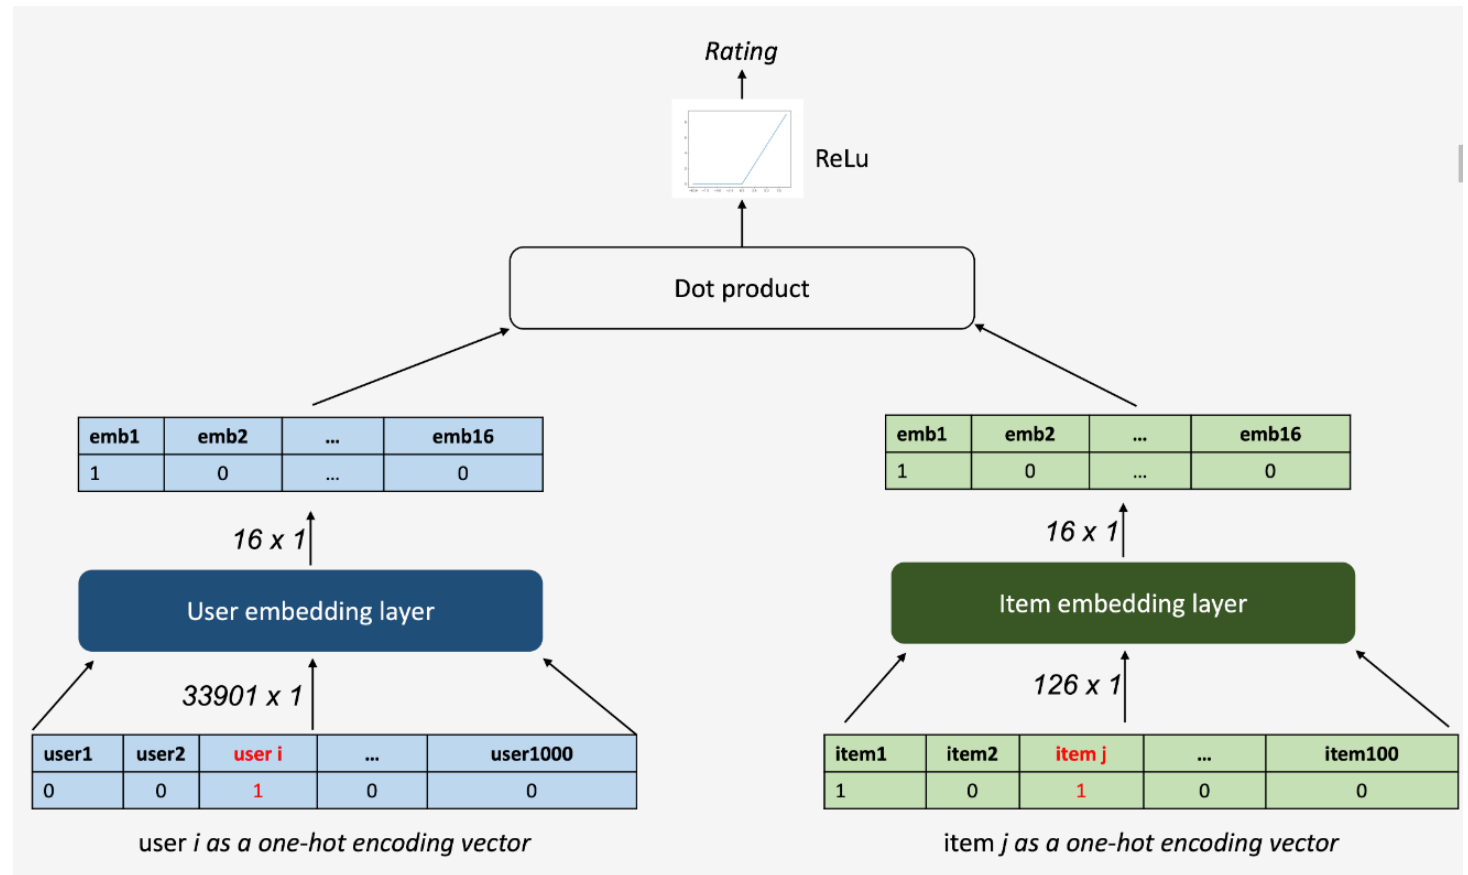 Rating
ReLu
Dot product
emb1 emb2 ... emb16
1 0 ... 0
emb1 emb2 ... emb16
1 0 ... 0
16 x 1
16 x 1
User embedding layer
Item embedding layer
33901 x 1
126 x 1
user1 user2 user i ... user1000
0 0 1 0 0
item1 item2 item j ... item100
1 0 1 0 0
user i as a one-hot encoding vector
item j as a one-hot encoding vector